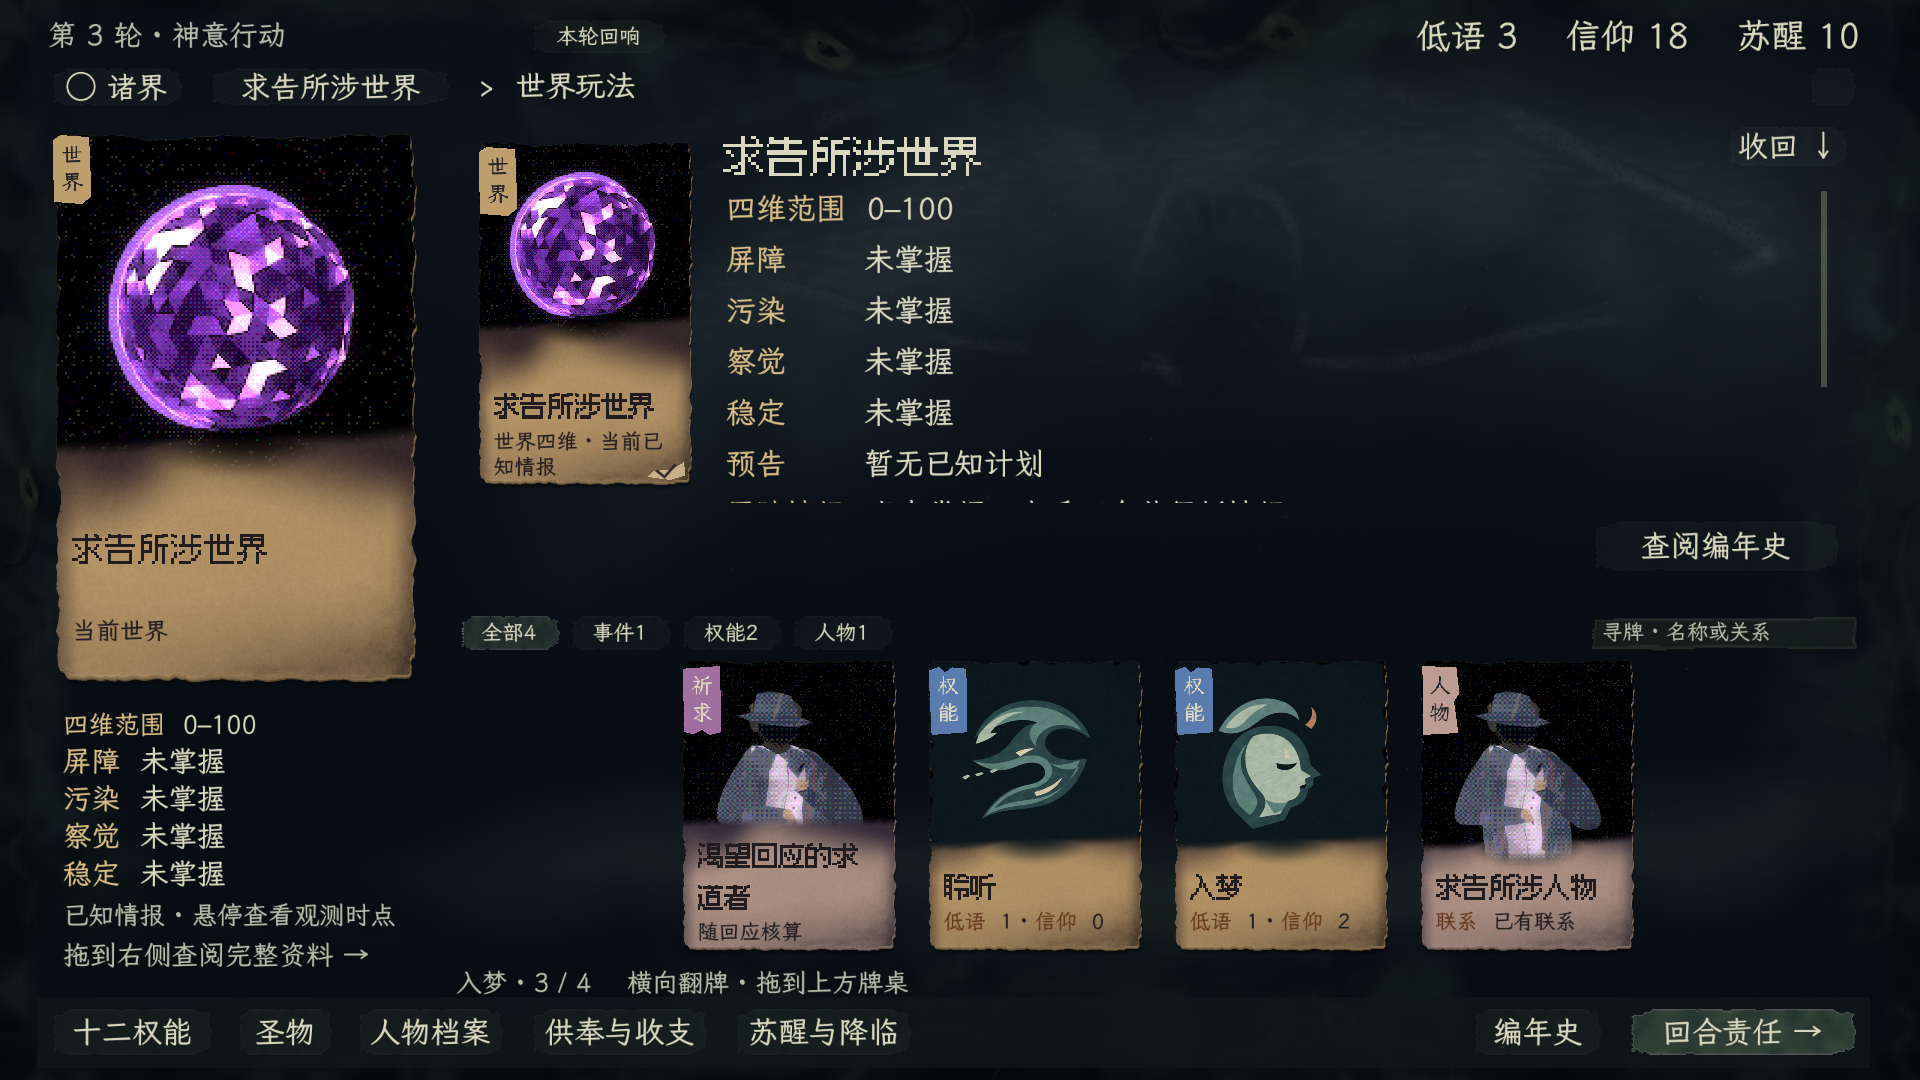 第 3 轮·神意行动
本轮回响
低语 3 信仰 18 苏醒 10
诸界 求告所涉世界 > 世界玩法
世界
求告所涉世界
当前世界
四维范围 0–100
屏障 未掌握
污染 未掌握
察觉 未掌握
稳定 未掌握
已知情报·悬停查看观测时点
拖到右侧查阅完整资料→
世界
求告所涉世界
世界四维·当前已
知情报
求告所涉世界
收回 ↓
四维范围 0–100
屏障 未掌握
污染 未掌握
察觉 未掌握
稳定 未掌握
预告 暂无已知计划
查阅编年史
全部4 事件1 权能2 人物1
寻牌·名称或关系
祈求
渴望回应的求
道者
随回应核算
权能
聆听
低语 1·信仰 0
权能
入梦
低语 1·信仰 2
人物
求告所涉人物
联系 已有联系
入梦·3 / 4 横向翻牌·拖到上方牌桌
十二权能 圣物 人物档案 供奉与收支 苏醒与降临 编年史 回合责任→